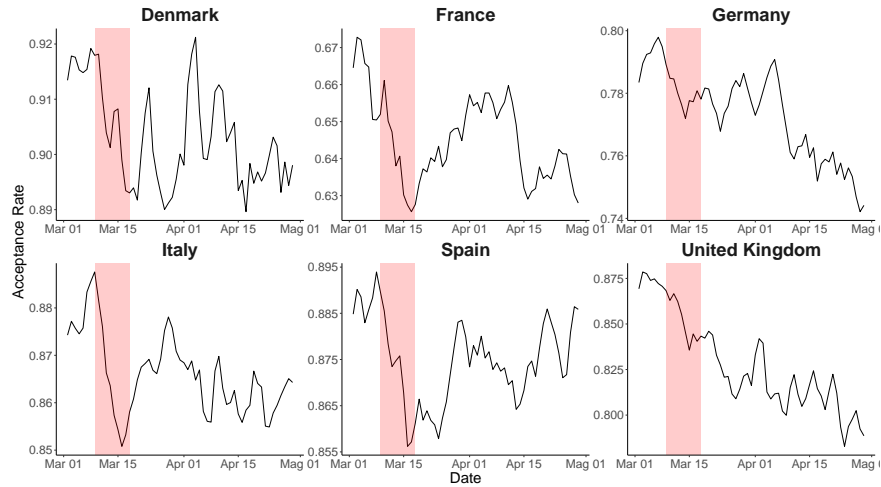 Denmark
France
Germany
0.92
0.91
0.90
0.89
0.67
0.66
0.65
0.64
0.63
0.80
0.78
0.76
0.74
Mar 01 Mar 15 Apr 01 Apr 15 Mag 01
Mar 01 Mar 15 Apr 01 Apr 15 Mag 01
Mar 01 Mar 15 Apr 01 Apr 15 Mag 0
Acceptance Rate
Italy
Spain
United Kingdom
0.88
0.87
0.86
0.85
0.895
0.885
0.875
0.865
0.855
0.875
0.850
0.825
0.800
Mar 01 Mar 15 Apr 01 Apr 15 Mag 01
Mar 01 Mar 15 Apr 01 Apr 15 Mag 01
Mar 01 Mar 15 Apr 01 Apr 15 Mag 0
Date